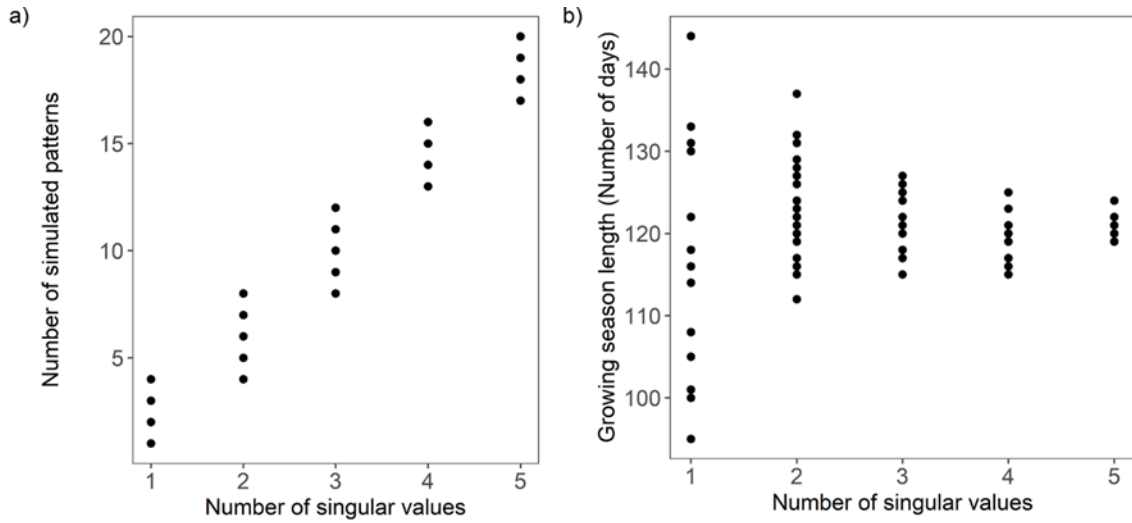 a)
Number of simulated patterns
20
15
10
5
1 2 3 4 5
Number of singular values
b)
Growing season length (Number of days)
140
130
120
110
100
1 2 3 4 5
Number of singular values